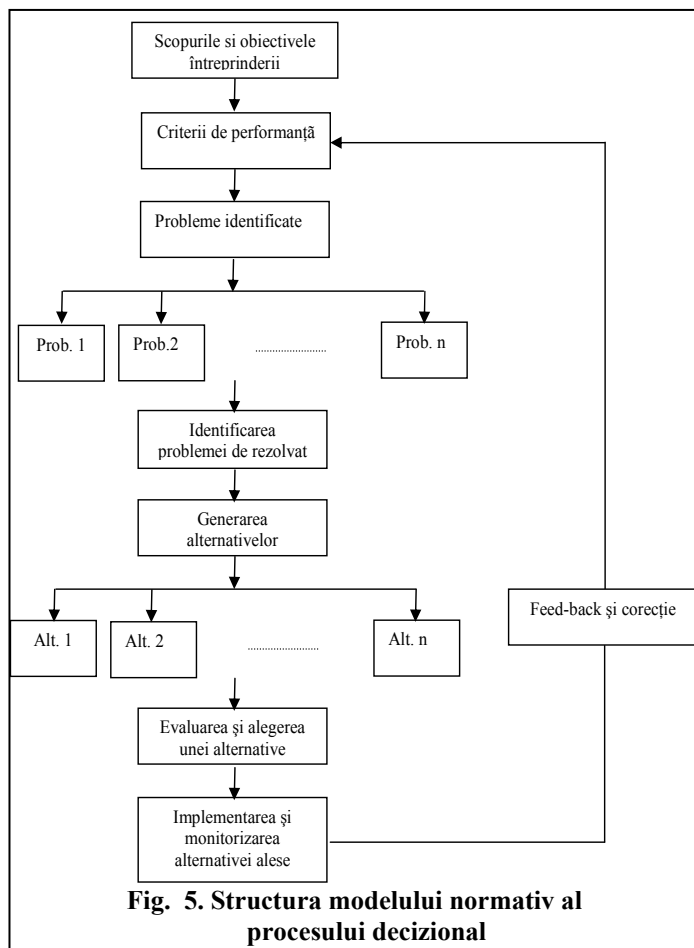 Scopurile si obiectivele
întreprinderii
Criterii de performanţã
Probleme identificate
Prob. 1
Prob.2
........................
Prob. n
Identificarea
problemei de rezolvat
Generarea
alternativelor
Alt. 1
Alt. 2
........................
Alt. n
Feed-back şi corecţie
Evaluarea şi alegerea
unei alternative
Implementarea şi
monitorizarea
alternativei alese
Fig. 5. Structura modelului normativ al
procesului decizional